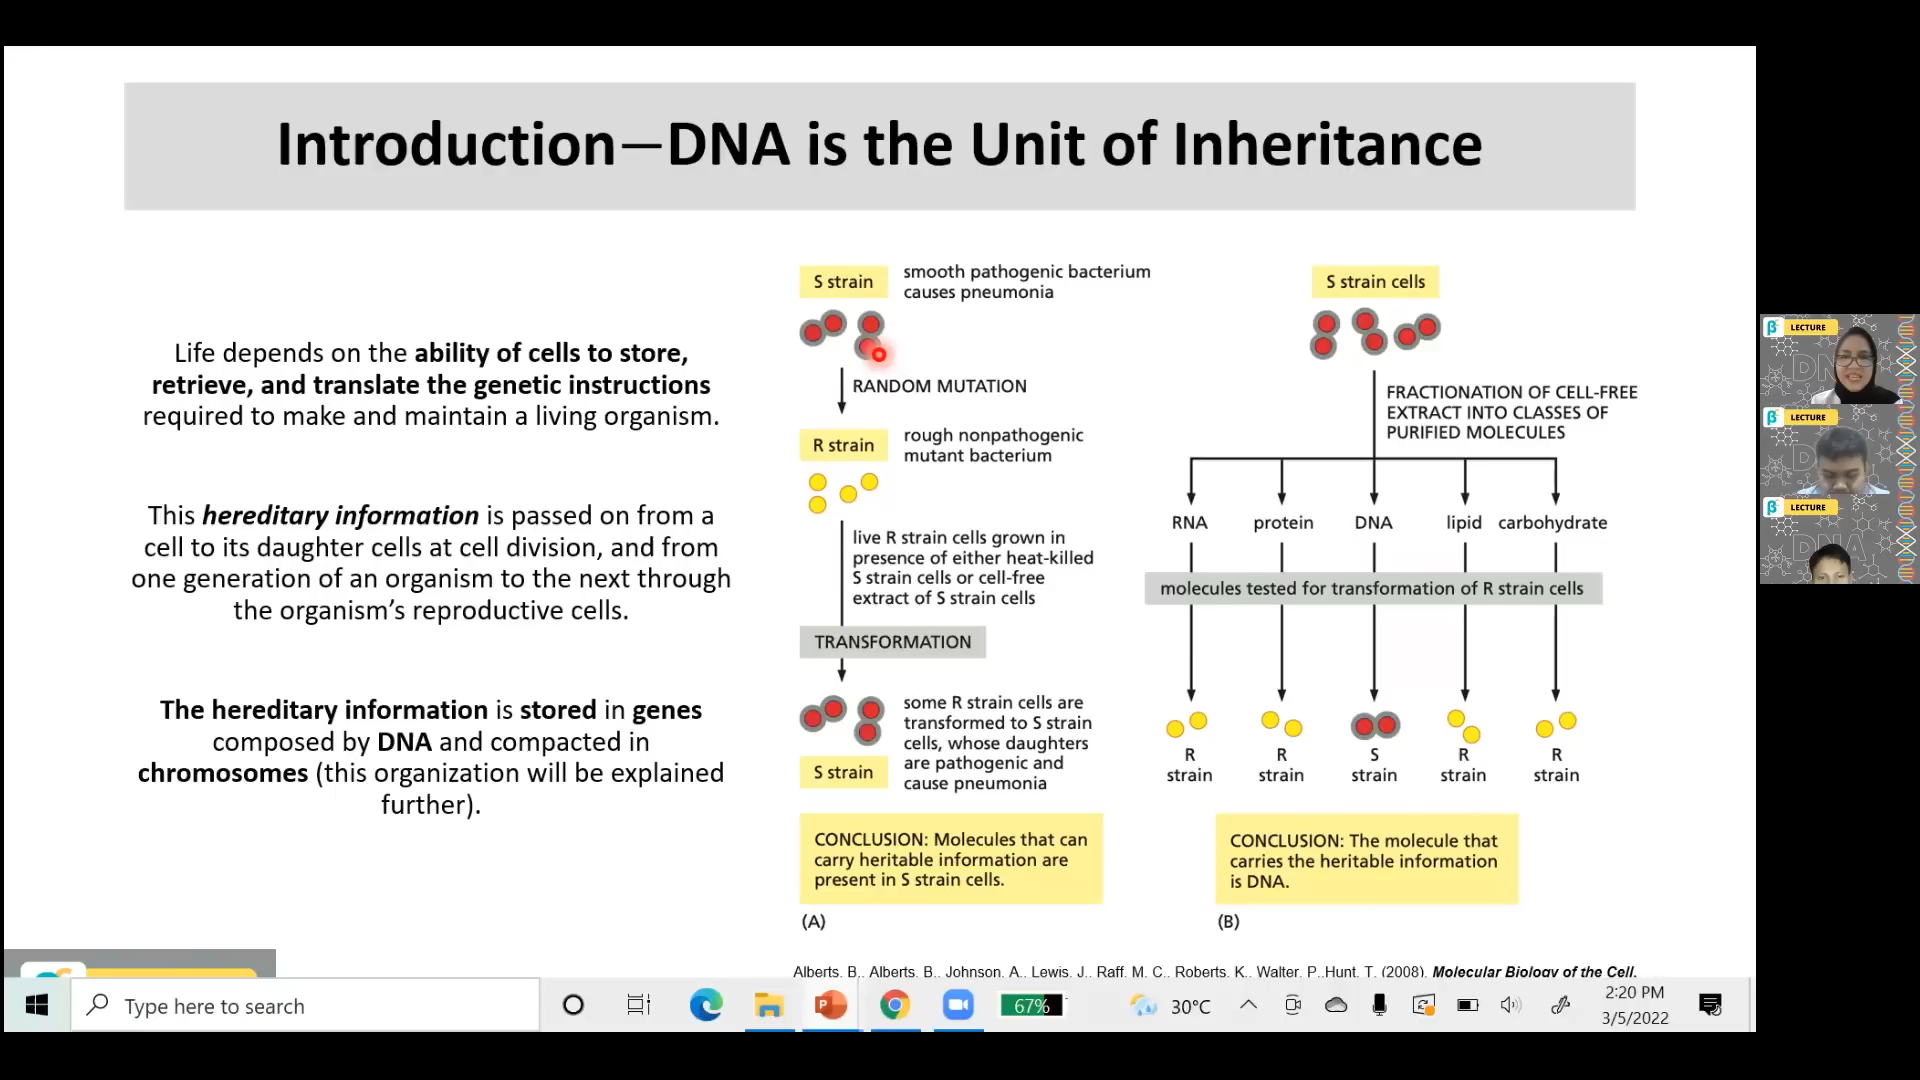 Introduction—DNA is the Unit of Inheritance
Life depends on the ability of cells to store,
retrieve, and translate the genetic instructions
required to make and maintain a living organism.
This hereditary information is passed on from a
cell to its daughter cells at cell division, and from
one generation of an organism to the next through
the organism's reproductive cells.
The hereditary information is stored in genes
composed by DNA and compacted in
chromosomes (this organization will be explained
further).
S strain
smooth pathogenic bacterium
causes pneumonia
RANDOM MUTATION
R strain
rough nonpathogenic
mutant bacterium
live R strain cells grown in
presence of either heat-killed
S strain cells or cell-free
extract of S strain cells
TRANSFORMATION
some R strain cells are
transformed to S strain
cells, whose daughters
are pathogenic and
cause pneumonia
S strain
CONCLUSION: Molecules that can
carry heritable information are
present in S strain cells.
(A)
S strain cells
FRACTIONATION OF CELL-FREE
EXTRACT INTO CLASSES OF
PURIFIED MOLECULES
RNA protein DNA lipid carbohydrate
molecules tested for transformation of R strain cells
R R S R R
strain strain strain strain strain
CONCLUSION: The molecule that
carries the heritable information
is DNA.
(B)
Alberts, B., Alberts, B., Johnson, A., Lewis, J., Raff, M. C., Roberts, K., Walter, P.,Hunt, T. (2008). Molecular Biology of the Cell.
β LECTURE
DNA
β LECTURE
β LECTURE
DNA
Type here to search
67%
30°C
2:20 PM
3/5/2022